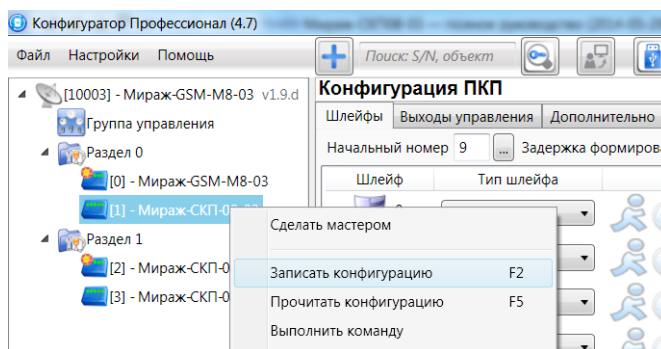 Конфигуратор Профессионал (4.7)
Файл Настройки Помощь
Поиск: S/N, объект
[10003] - Мираж-GSM-M8-03 v1.9.d
Группа управления
Раздел 0
[0] - Мираж-GSM-M8-03
[1] - Мираж-СКП-0
Раздел 1
[2] - Мираж-СКП-0
[3] - Мираж-СКП-0
Конфигурация ПКП
Шлейфы Выходы управления Дополнительно
Начальный номер 9 ... Задержка формиров
Шлейф Тип шлейфа
Сделать мастером
Записать конфигурацию F2
Прочитать конфигурацию F5
Выполнить команду